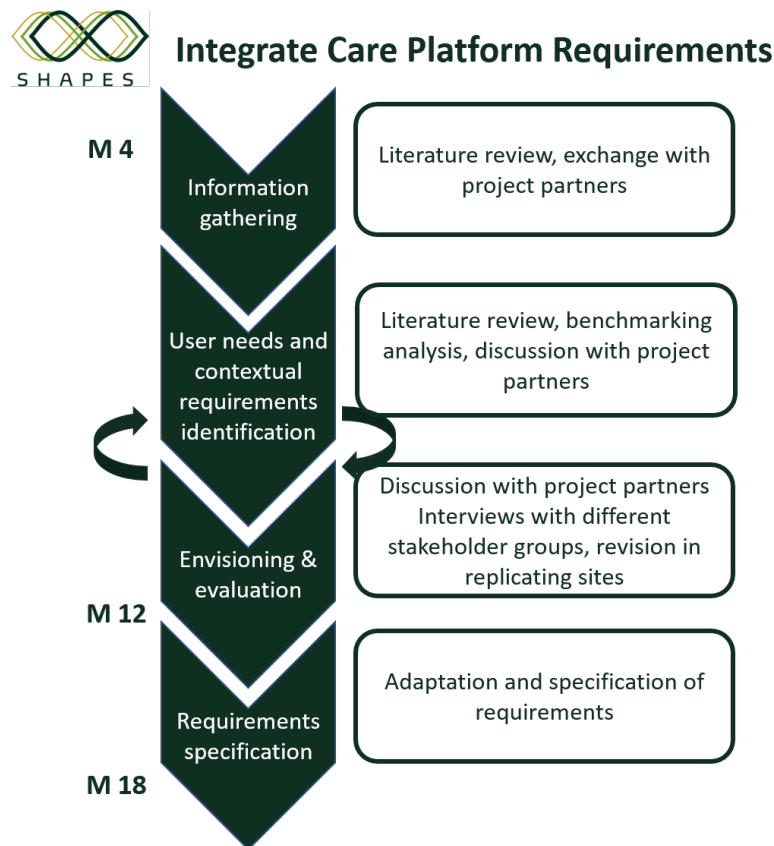 SHAPES
Integrate Care Platform Requirements
M 4
Information
gathering
Literature review, exchange with
project partners
User needs and
contextual
requirements
identification
Literature review, benchmarking
analysis, discussion with project
partners
Envisioning &
evaluation
Discussion with project partners
Interviews with different
stakeholder groups, revision in
replicating sites
M 12
Requirements
specification
Adaptation and specification of
requirements
M 18